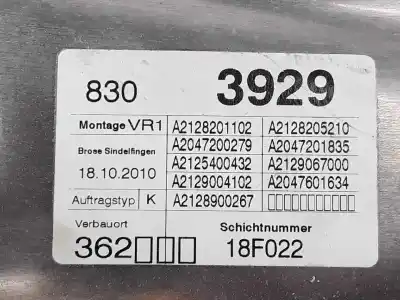 830 3929
Montage VR1 A2128201102 A2128205210
Brose Sindelfingen A2047200279 A2047201835
18.10.2010 A2125400432 A2129067000
A2129004102 A2047601634
Auftragstyp K A2128900267 □□□□□□□□□□□
Verbauort Schichtnummer
362□□□ 18F022